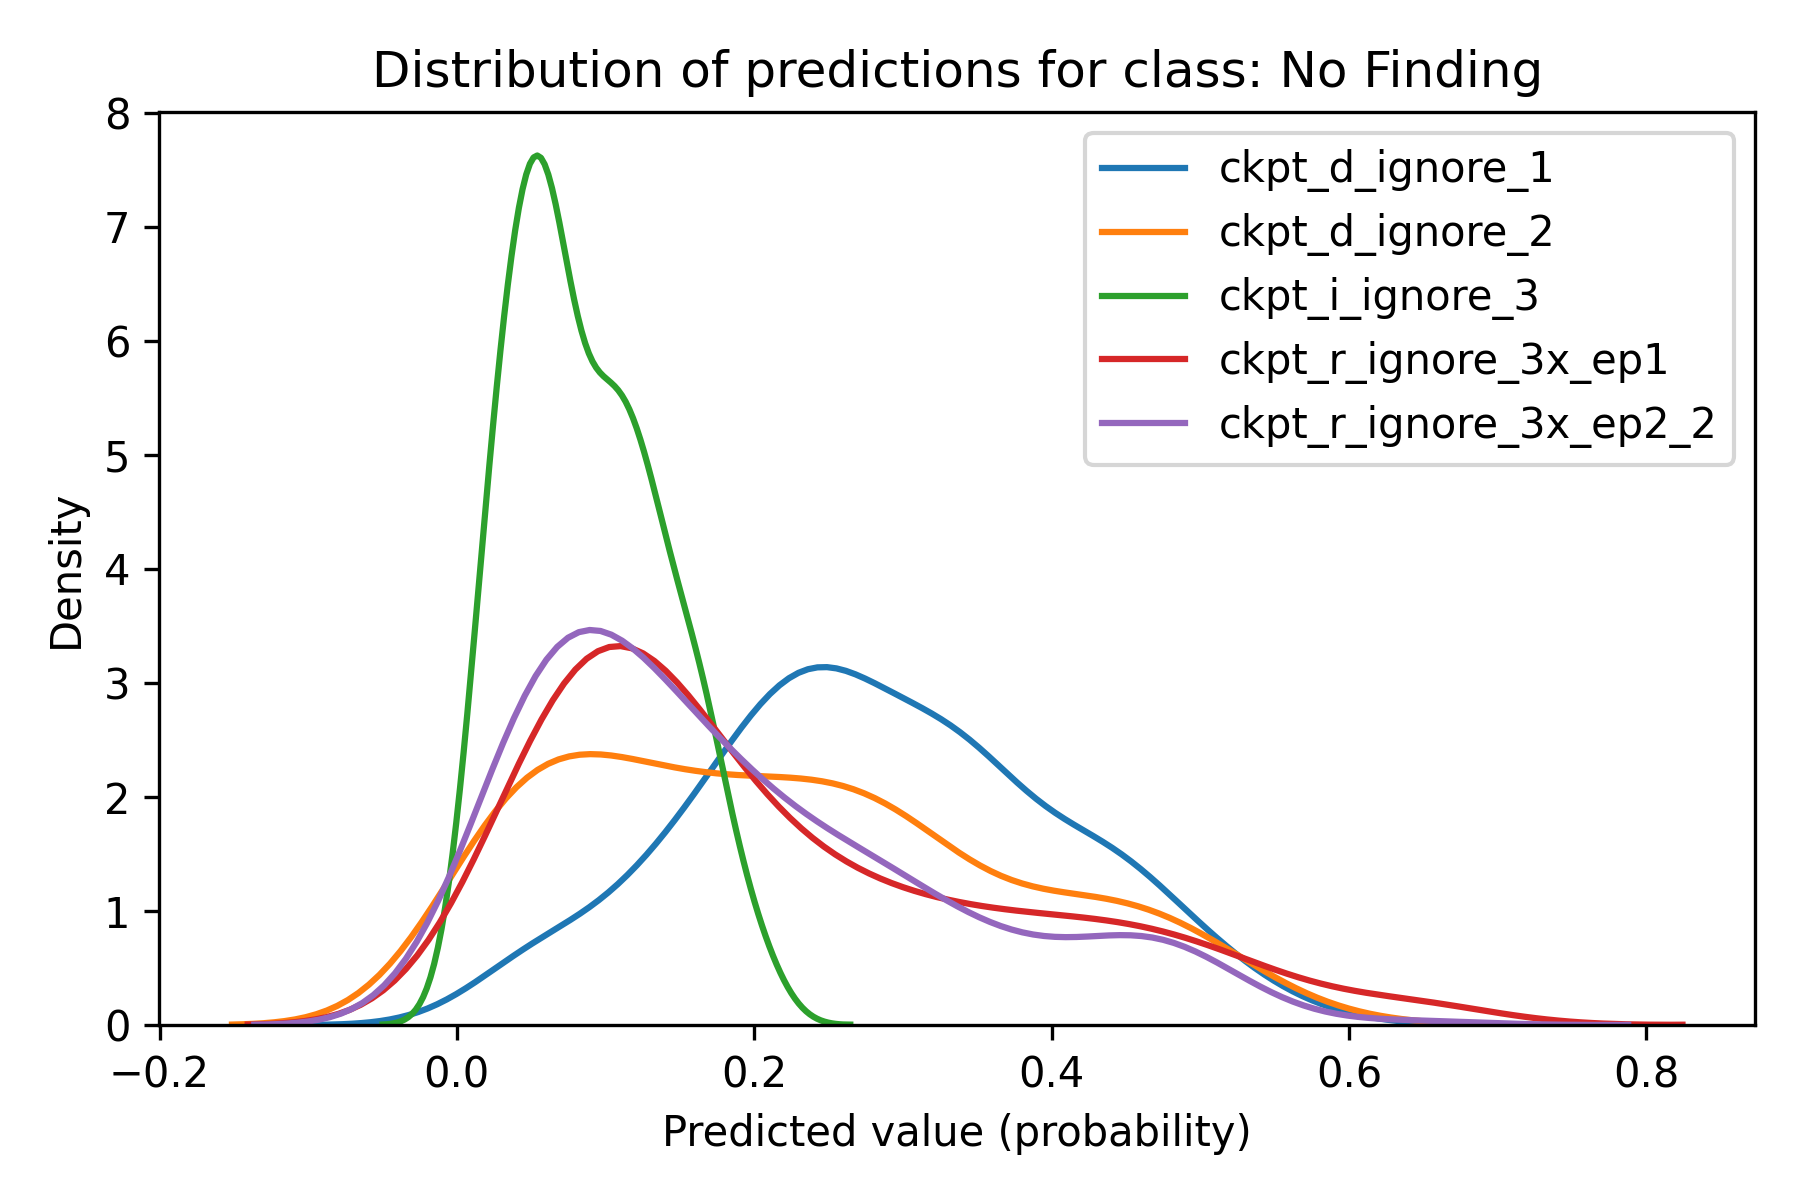 Distribution of predictions for class: No Finding
8
7
6
5
4
3
2
1
0
Density
ckpt_d_ignore_1
ckpt_d_ignore_2
ckpt_i_ignore_3
ckpt_r_ignore_3x_ep1
ckpt_r_ignore_3x_ep2_2
−0.2 0.0 0.2 0.4 0.6 0.8
Predicted value (probability)